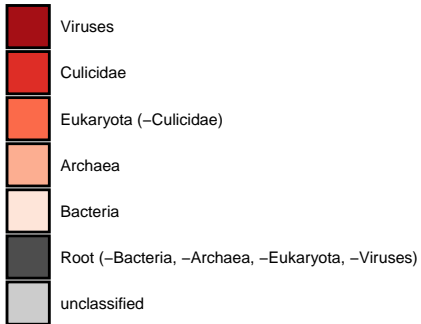 Viruses
Culicidae
Eukaryota (−Culicidae)
Archaea
Bacteria
Root (−Bacteria, −Archaea, −Eukaryota, −Viruses)
unclassified